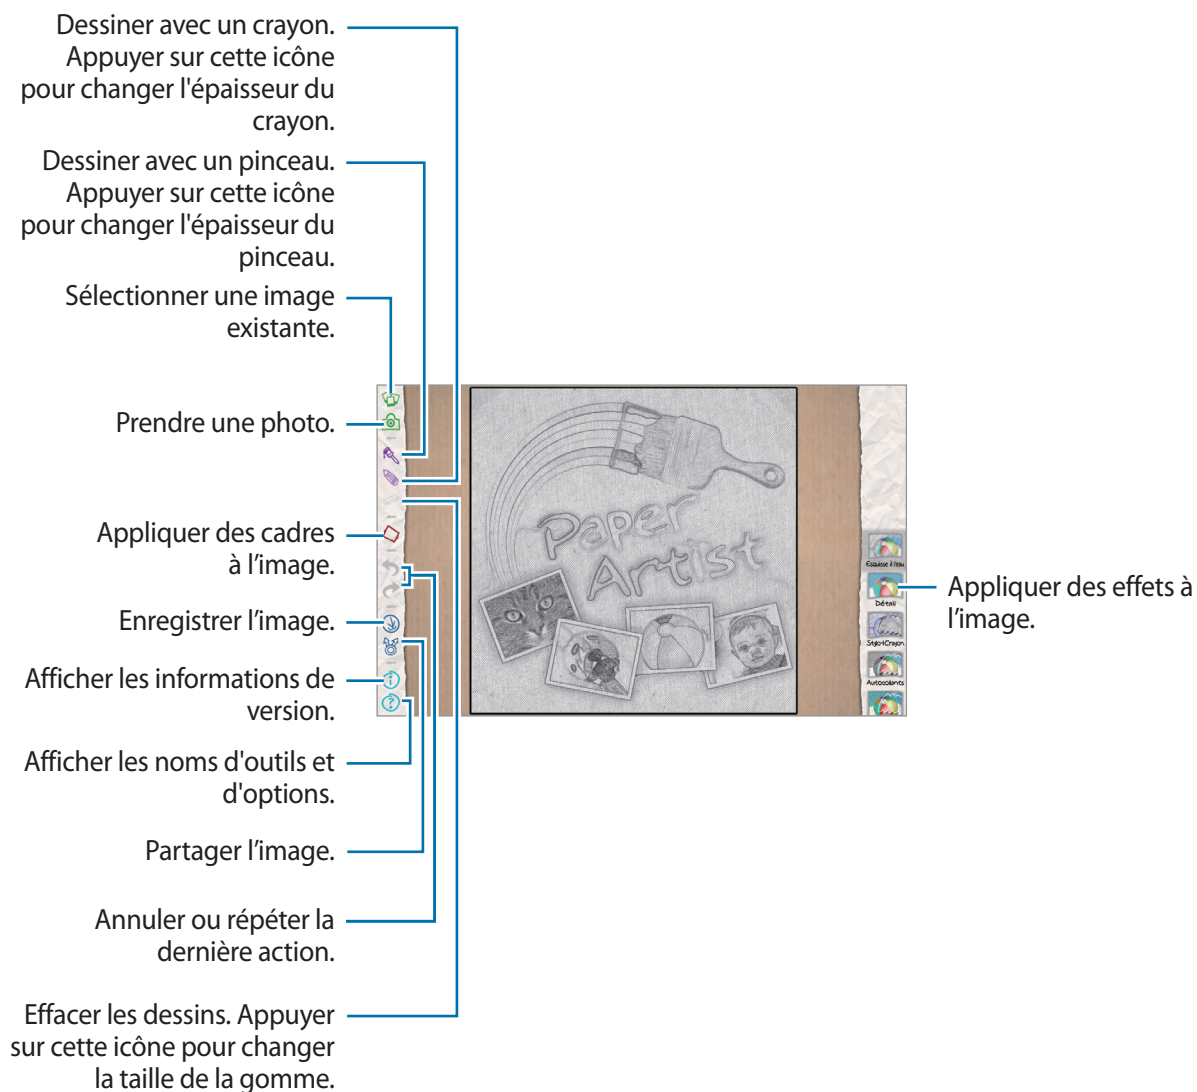 Dessiner avec un crayon.
Appuyer sur cette icône
pour changer l'épaisseur du
crayon.
Dessiner avec un pinceau.
Appuyer sur cette icône
pour changer l'épaisseur du
pinceau.
Sélectionner une image
existante.
Prendre une photo.
Appliquer des cadres
à l’image.
Enregistrer l’image.
Afficher les informations de
version.
Afficher les noms d'outils et
d'options.
Partager l’image.
Annuler ou répéter la
dernière action.
Effacer les dessins. Appuyer
sur cette icône pour changer
la taille de la gomme.
Paper
Artist
Esquisse à l'eau
Détail
Stylo+Crayon
Autocollants
Appliquer des effets à
l’image.